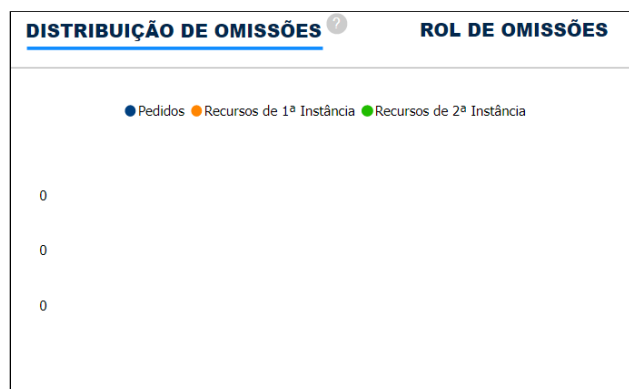 DISTRIBUIÇÃO DE OMISSÕES ? ROL DE OMISSÕES
Pedidos Recursos de 1ª Instância Recursos de 2ª Instância
0
0
0